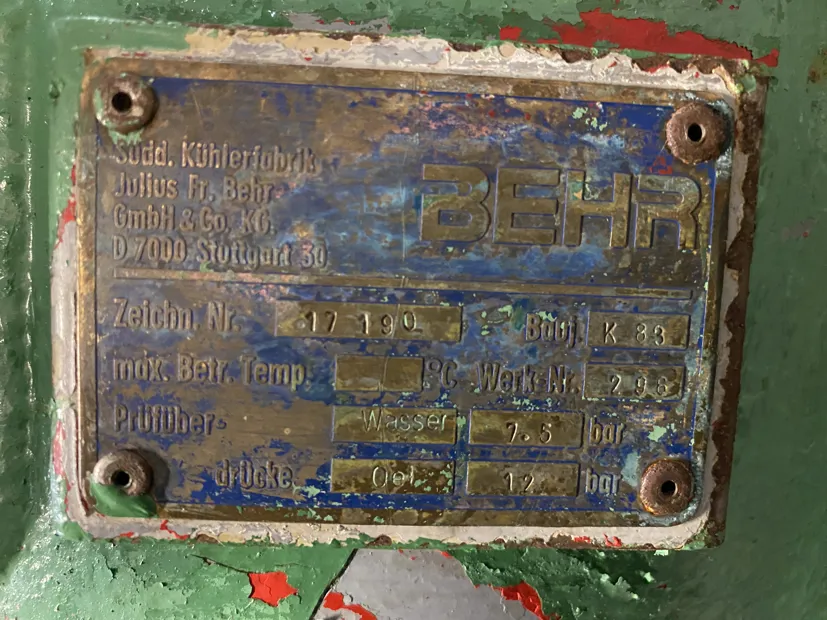 Südd. Kühlerfabrik
Julius Fr. Behr
GmbH & Co. KG.
D 7000 Stuttgart 30
BEHR
Zeichn. Nr. 17 190 Bauj. K 83
max. Betr. Temp. °C Werk-Nr. 298
Prüfüber- Wasser 7.5 bar
drücke Oel 12 bar